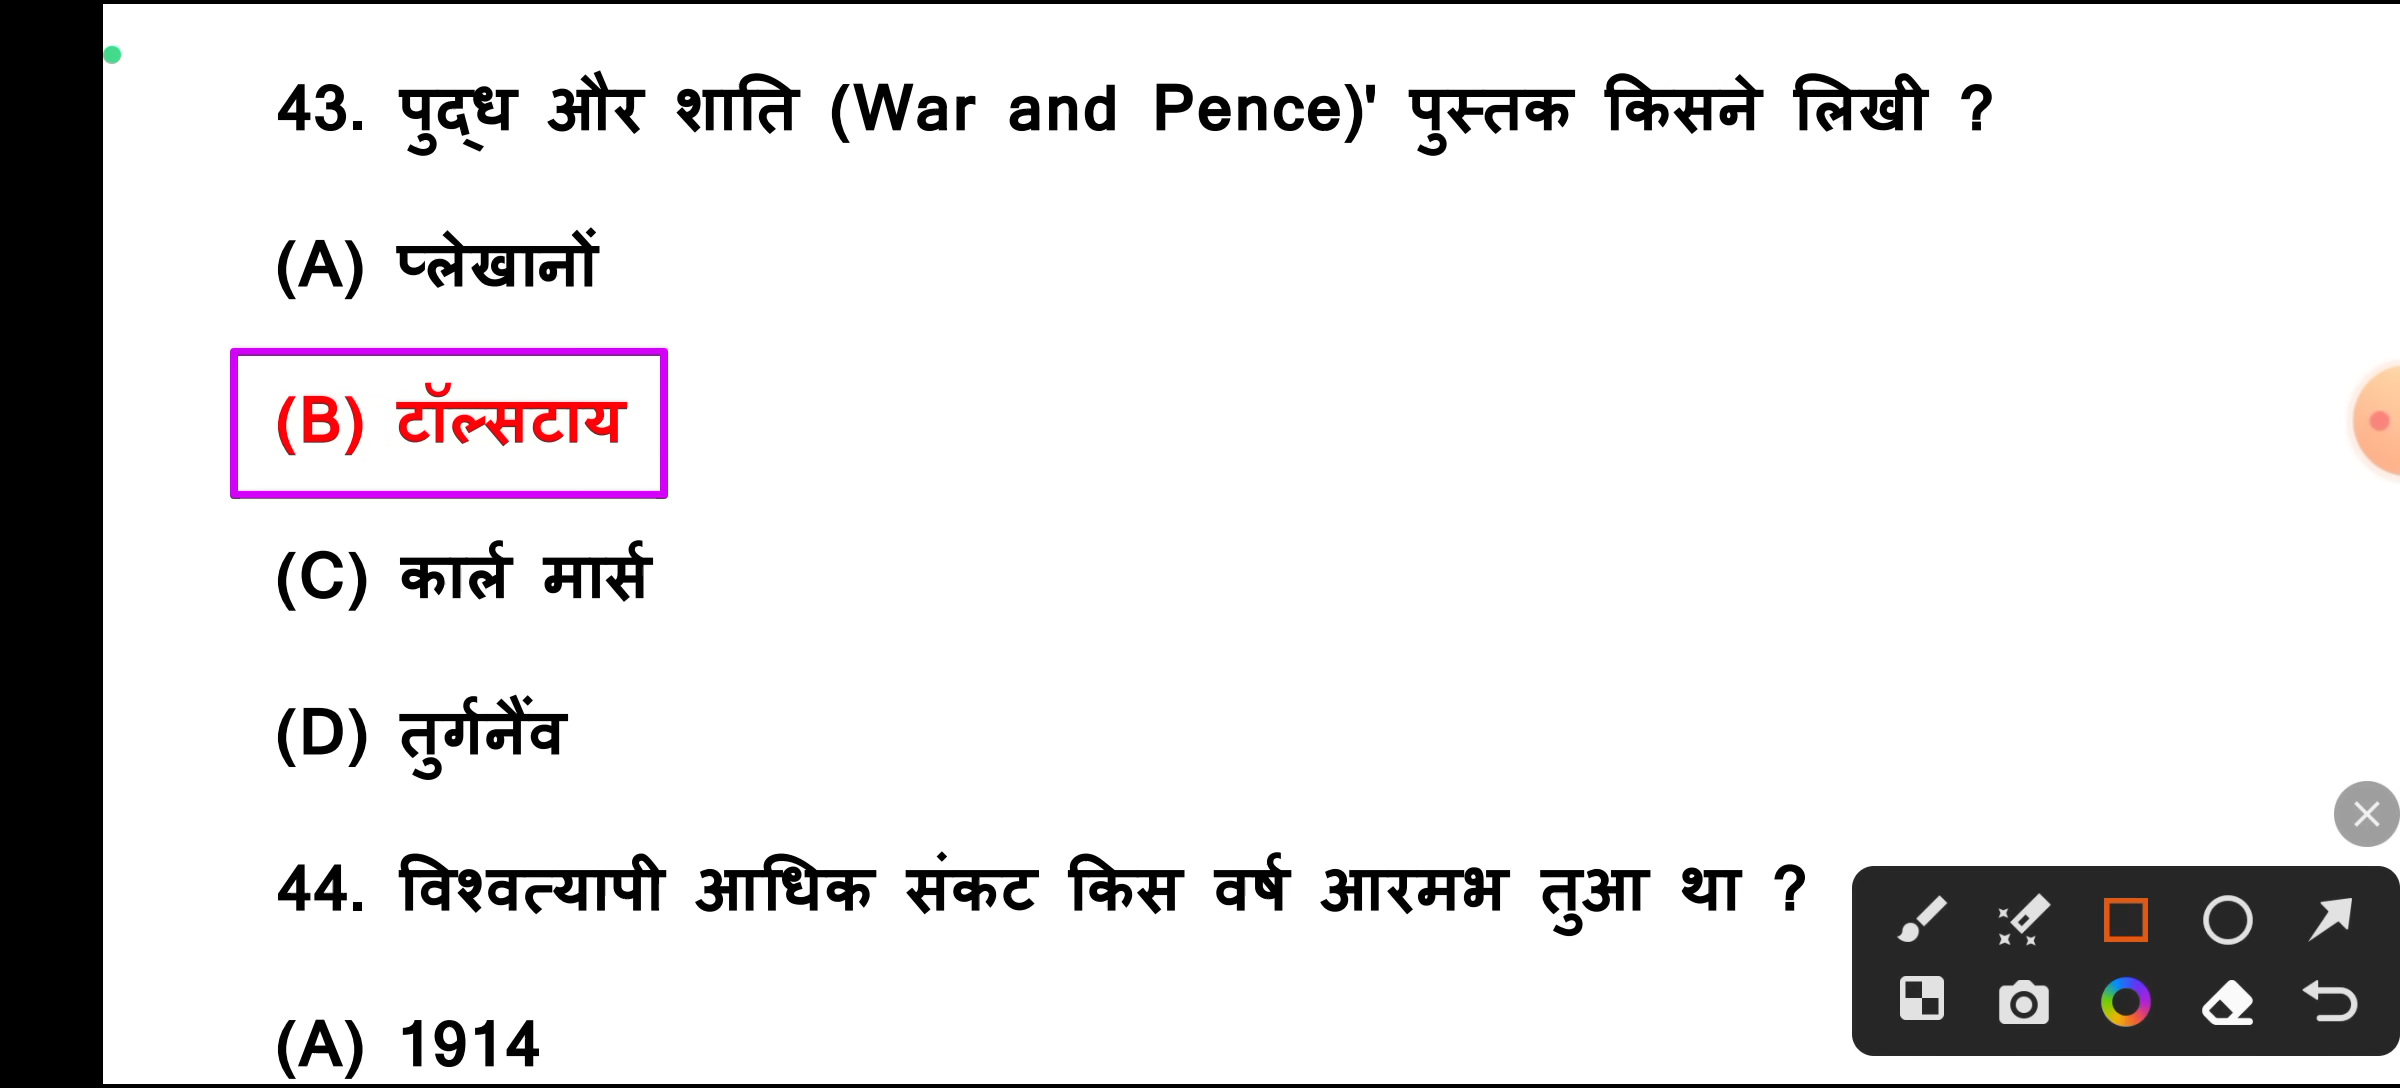 43. पुद्ध और शाति (War and Pence)' पुस्तक किसने लिखी ?
(A) प्लेखानों
(B) टॉल्सटाय
(C) कार्ल मार्स
(D) तुर्गनैंव
44. विश्वत्यापी आधिक संकट किस वर्ष आरमभ तुआ था ?
(A) 1914